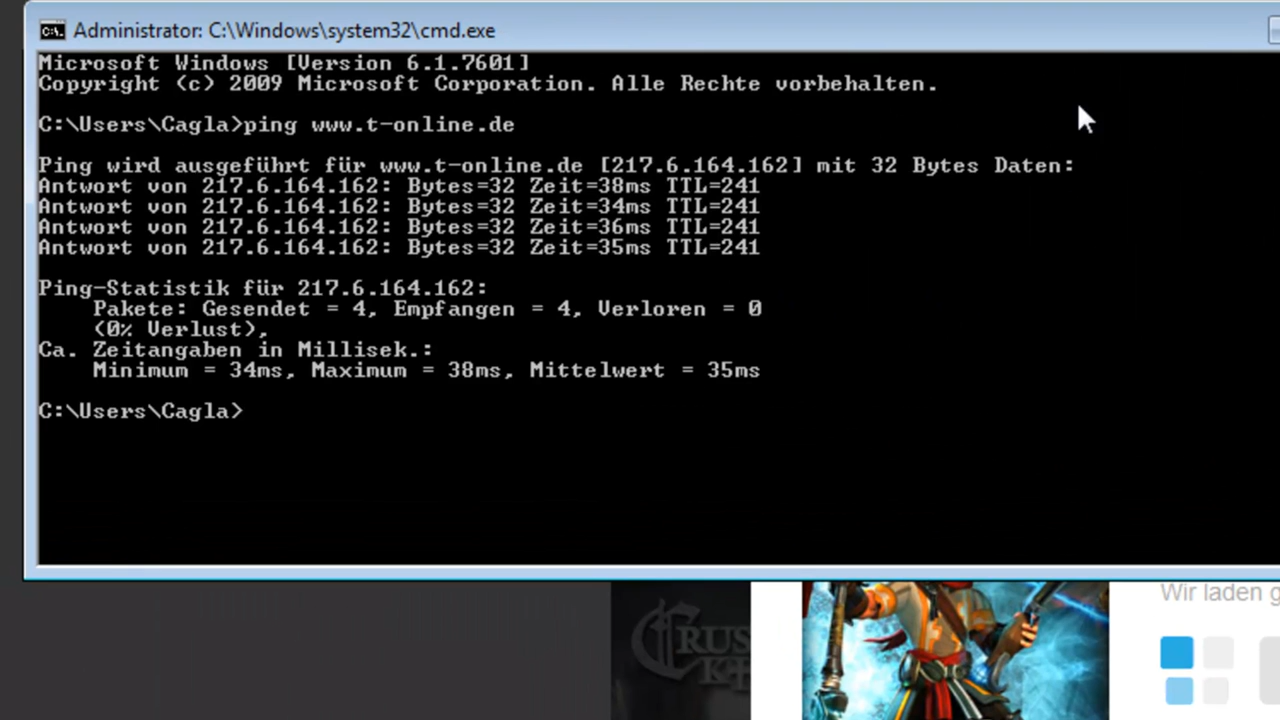 Administrator: C:\Windows\system32\cmd.exe
Microsoft Windows [Version 6.1.7601]
Copyright (c) 2009 Microsoft Corporation. Alle Rechte vorbehalten.
C:\Users\Cagla>ping www.t-online.de
Ping wird ausgeführt für www.t-online.de [217.6.164.162] mit 32 Bytes Daten:
Antwort von 217.6.164.162: Bytes=32 Zeit=38ms TTL=241
Antwort von 217.6.164.162: Bytes=32 Zeit=34ms TTL=241
Antwort von 217.6.164.162: Bytes=32 Zeit=36ms TTL=241
Antwort von 217.6.164.162: Bytes=32 Zeit=35ms TTL=241
Ping-Statistik für 217.6.164.162:
Pakete: Gesendet = 4, Empfangen = 4, Verloren = 0
(0% Verlust),
Ca. Zeitangaben in Millisek.:
Minimum = 34ms, Maximum = 38ms, Mittelwert = 35ms
C:\Users\Cagla>
Wir laden